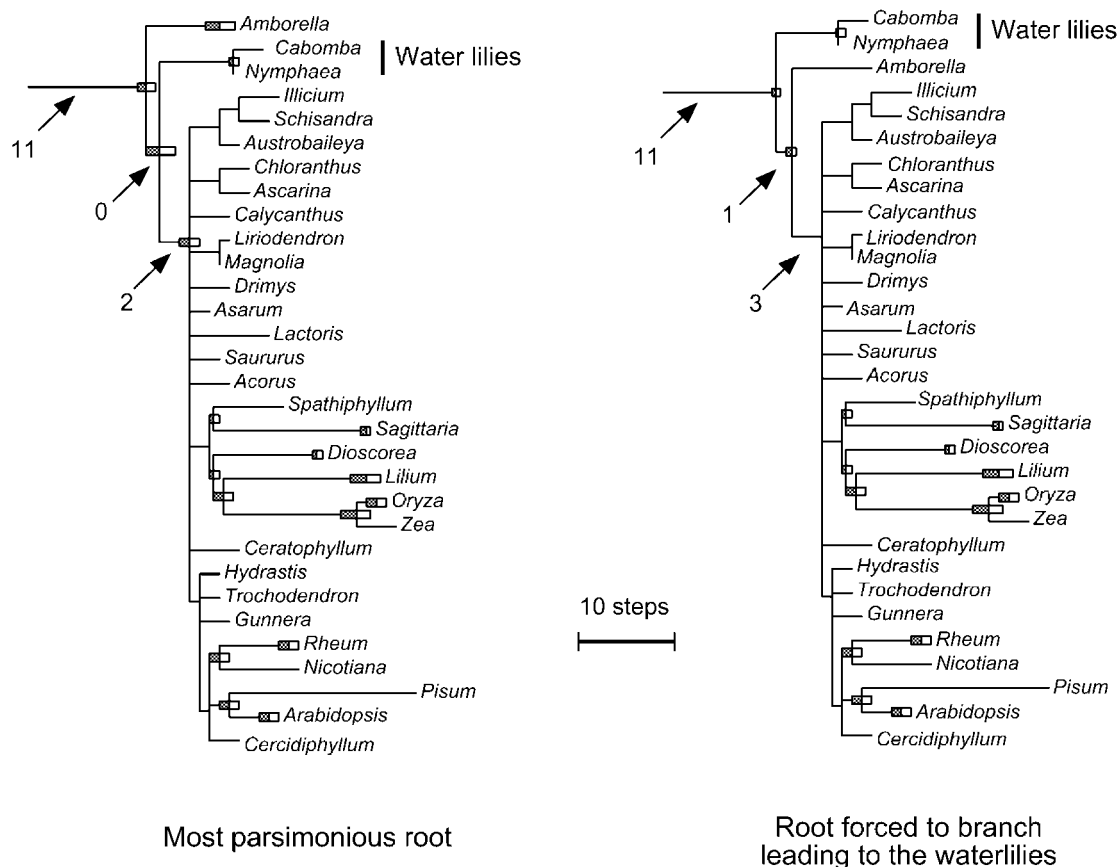 Amborella
Cabomba
Nymphaea
Water lilies
Illicium
Schisandra
Austrobaileya
Chloranthus
Ascarina
Calycanthus
Liriodendron
Magnolia
Drimys
Asarum
Lactoris
Saururus
Acorus
Spathiphyllum
Sagittaria
Dioscorea
Lilium
Oryza
Zea
Ceratophyllum
Hydrastis
Trochodendron
Gunnera
Rheum
Nicotiana
Pisum
Arabidopsis
Cercidiphyllum
11
0
2
Most parsimonious root
10 steps
Cabomba
Nymphaea
Water lilies
Amborella
Illicium
Schisandra
Austrobaileya
Chloranthus
Ascarina
Calycanthus
Liriodendron
Magnolia
Drimys
Asarum
Lactoris
Saururus
Acorus
Spathiphyllum
Sagittaria
Dioscorea
Lilium
Oryza
Zea
Ceratophyllum
Hydrastis
Trochodendron
Gunnera
Rheum
Nicotiana
Pisum
Arabidopsis
Cercidiphyllum
11
1
3
Root forced to branch
leading to the waterlilies